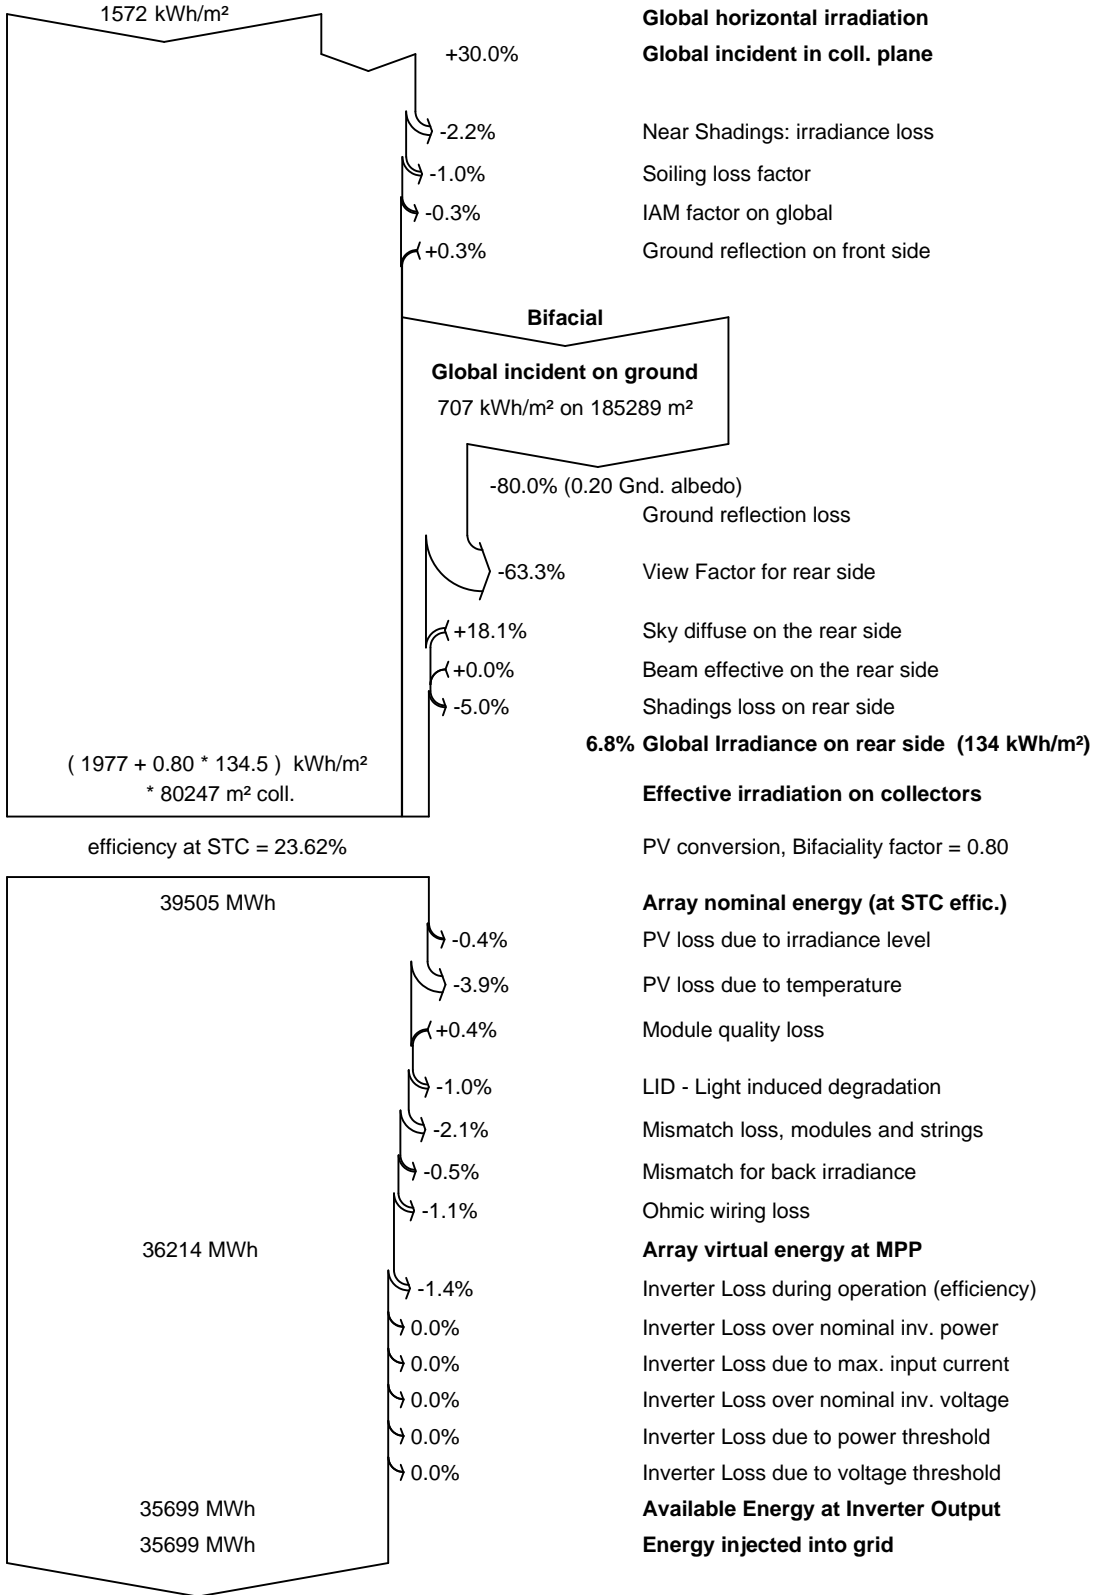 1572 kWh/m² Global horizontal irradiation
+30.0% Global incident in coll. plane
-2.2% Near Shadings: irradiance loss
-1.0% Soiling loss factor
-0.3% IAM factor on global
+0.3% Ground reflection on front side
Bifacial
Global incident on ground
707 kWh/m² on 185289 m²
-80.0% (0.20 Gnd. albedo)
Ground reflection loss
-63.3% View Factor for rear side
+18.1% Sky diffuse on the rear side
+0.0% Beam effective on the rear side
-5.0% Shadings loss on rear side
6.8% Global Irradiance on rear side (134 kWh/m²)
( 1977 + 0.80 * 134.5 ) kWh/m²
* 80247 m² coll. Effective irradiation on collectors
efficiency at STC = 23.62% PV conversion, Bifaciality factor = 0.80
39505 MWh Array nominal energy (at STC effic.)
-0.4% PV loss due to irradiance level
-3.9% PV loss due to temperature
+0.4% Module quality loss
-1.0% LID - Light induced degradation
-2.1% Mismatch loss, modules and strings
-0.5% Mismatch for back irradiance
-1.1% Ohmic wiring loss
36214 MWh Array virtual energy at MPP
-1.4% Inverter Loss during operation (efficiency)
0.0% Inverter Loss over nominal inv. power
0.0% Inverter Loss due to max. input current
0.0% Inverter Loss over nominal inv. voltage
0.0% Inverter Loss due to power threshold
0.0% Inverter Loss due to voltage threshold
35699 MWh Available Energy at Inverter Output
35699 MWh Energy injected into grid